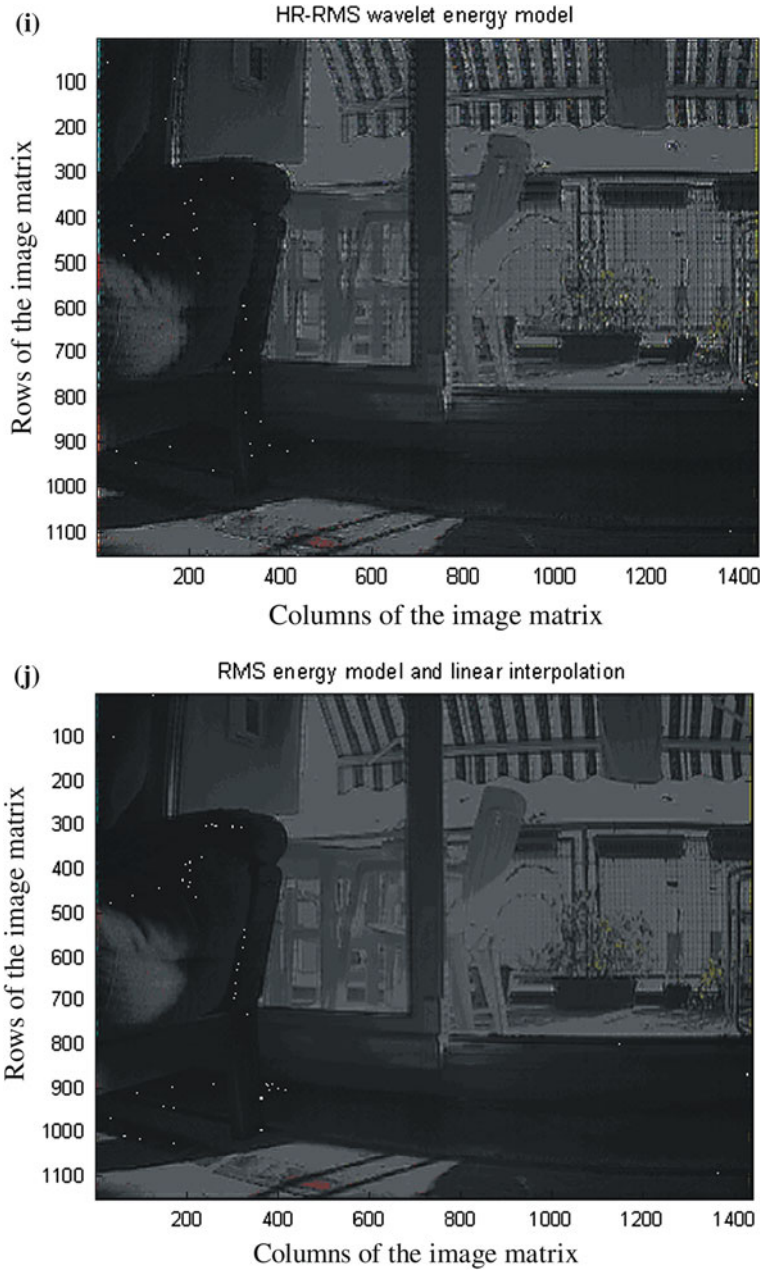 (i)
HR-RMS wavelet energy model
Rows of the image matrix
100
200
300
400
500
600
700
800
900
1000
1100
200 400 600 800 1000 1200 1400
Columns of the image matrix
(j)
RMS energy model and linear interpolation
Rows of the image matrix
100
200
300
400
500
600
700
800
900
1000
1100
200 400 600 800 1000 1200 1400
Columns of the image matrix